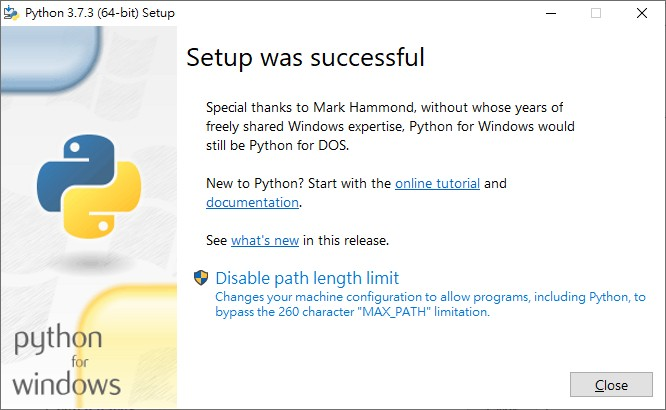 Python 3.7.3 (64-bit) Setup
Setup was successful
Special thanks to Mark Hammond, without whose years of
freely shared Windows expertise, Python for Windows would
still be Python for DOS.
New to Python? Start with the online tutorial and
documentation.
See what's new in this release.
Disable path length limit
Changes your machine configuration to allow programs, including Python, to
bypass the 260 character "MAX_PATH" limitation.
python
for
windows
Close